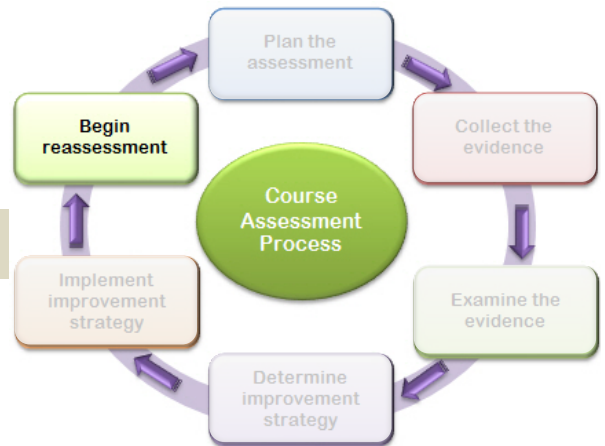 Plan the
assessment
Collect the
evidence
Examine the
evidence
Determine
improvement
strategy
Implement
improvement
strategy
Begin
reassessment
Course
Assessment
Process